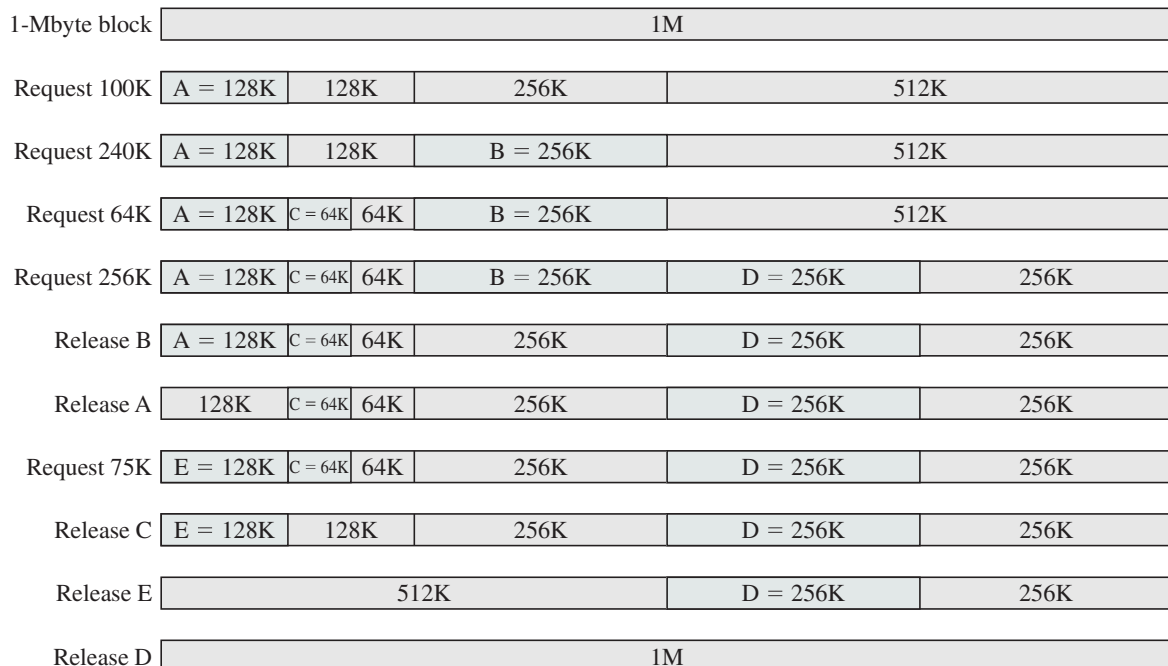 1-Mbyte block 1M
Request 100K A = 128K 128K 256K 512K
Request 240K A = 128K 128K B = 256K 512K
Request 64K A = 128K C = 64K 64K B = 256K 512K
Request 256K A = 128K C = 64K 64K B = 256K D = 256K 256K
Release B A = 128K C = 64K 64K 256K D = 256K 256K
Release A 128K C = 64K 64K 256K D = 256K 256K
Request 75K E = 128K C = 64K 64K 256K D = 256K 256K
Release C E = 128K 128K 256K D = 256K 256K
Release E 512K D = 256K 256K
Release D 1M